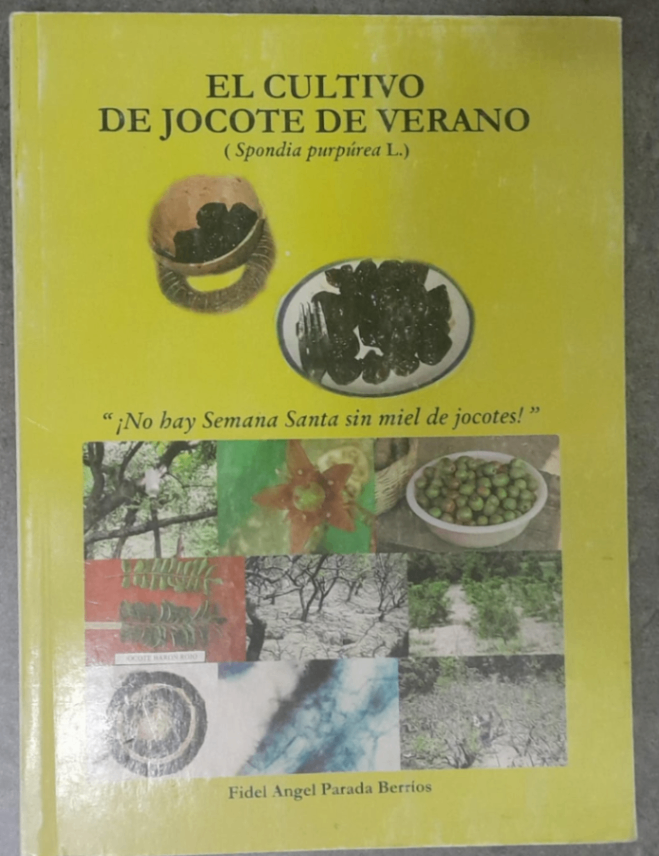 EL CULTIVO
DE JOCOTE DE VERANO
( Spondia purpúrea L.)
“ ¡No hay Semana Santa sin miel de jocotes! ”
Fidel Angel Parada Berríos